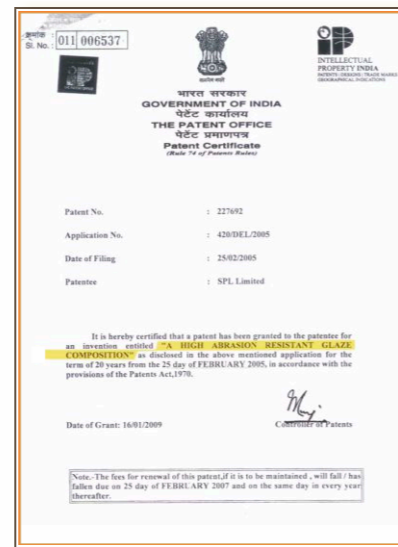 क्रमांक :
Sl. No. :
011 006537
INTELLECTUAL
PROPERTY INDIA
PATENTS | DESIGNS | TRADE MARKS
GEOGRAPHICAL INDICATIONS
सत्यमेव जयते
भारत सरकार
GOVERNMENT OF INDIA
पेटेंट कार्यालय
THE PATENT OFFICE
पेटेंट प्रमाणपत्र
Patent Certificate
(Rule 74 of Patents Rules)
Patent No. : 227692
Application No. : 420/DEL/2005
Date of Filing : 25/02/2005
Patentee : SPL Limited
It is hereby certified that a patent has been granted to the patentee for
an invention entitled "A HIGH ABRASION RESISTANT GLAZE
COMPOSITION" as disclosed in the above mentioned application for the
term of 20 years from the 25 day of FEBRUARY 2005, in accordance with the
provisions of the Patents Act,1970.
Date of Grant: 16/01/2009
Controller of Patents
Note.-The fees for renewal of this patent,if it is to be maintained , will fall / has
fallen due on 25 day of FEBRUARY 2007 and on the same day in every year
thereafter.